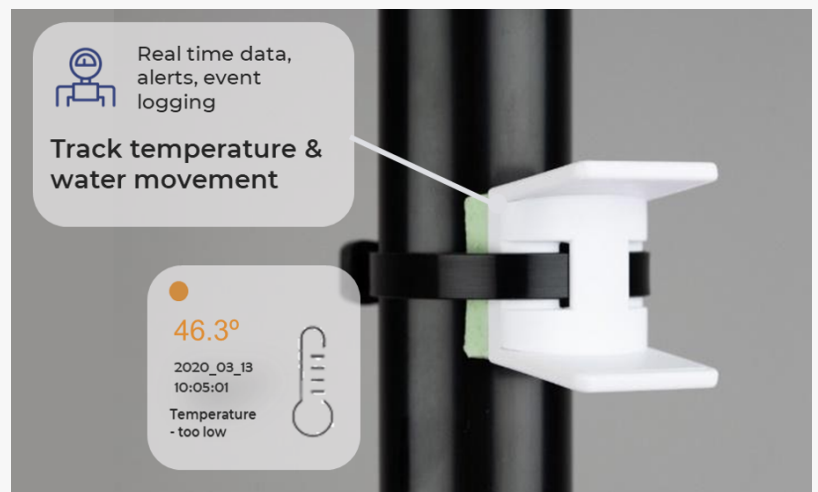 Real time data,
alerts, event
logging
Track temperature &
water movement
46.3º
2020_03_13
10:05:01
Temperature
- too low